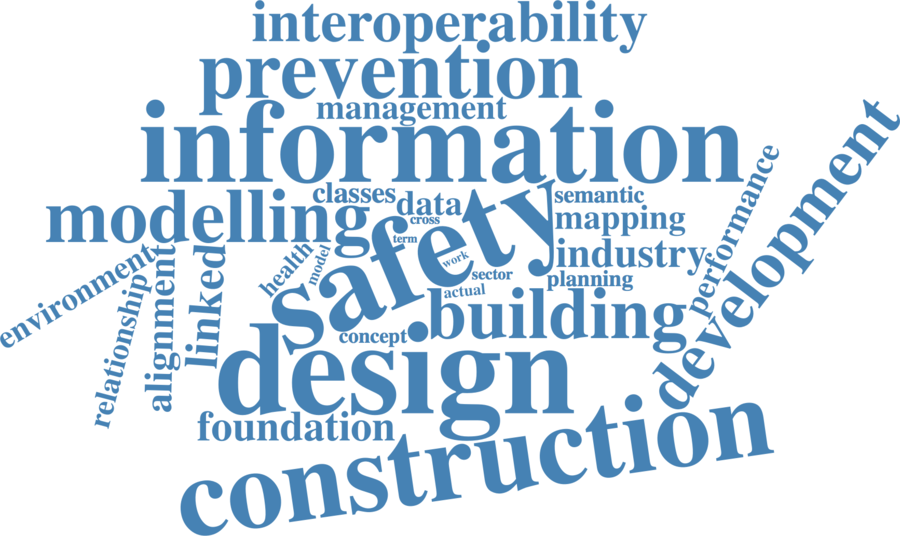 interoperability
prevention
management
information
classes
data
semantic
modelling
cross
safety
mapping
performance
development
term
industry
environment
relationship
alignment
linked
health
model
work
sector
planning
actual
building
concept
design
foundation
construction